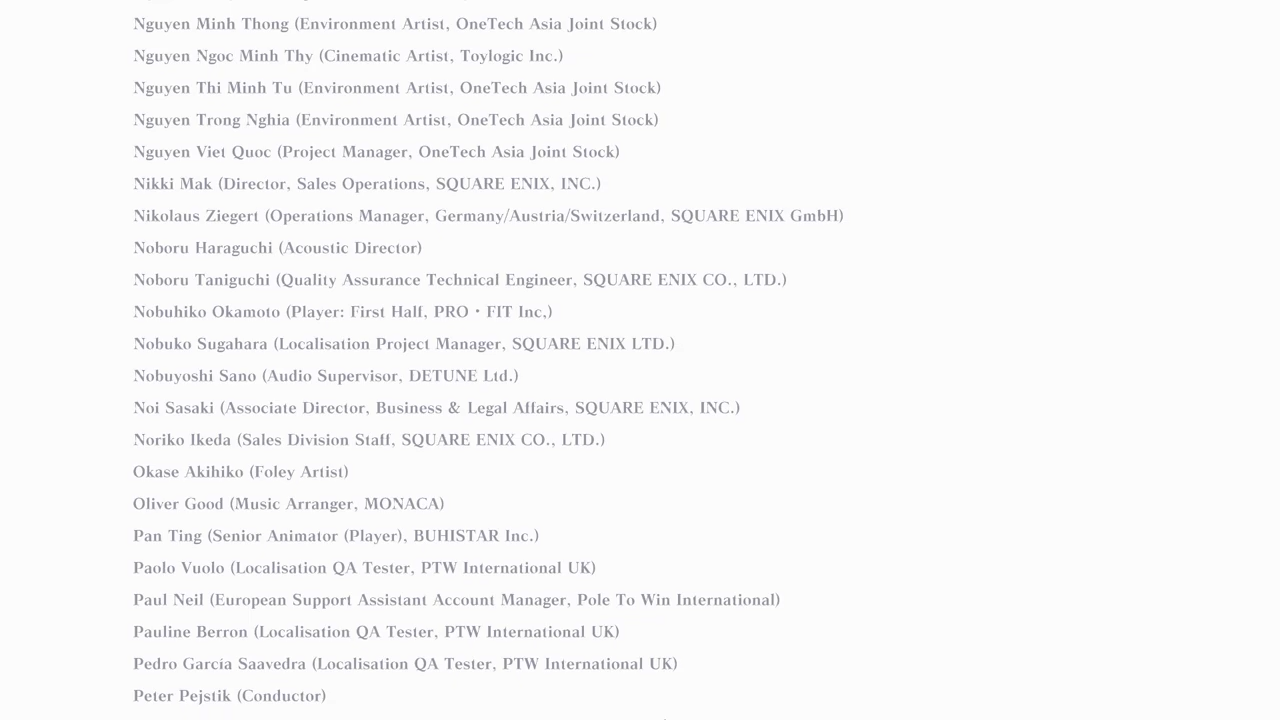 Nguyen Minh Thong (Environment Artist, OneTech Asia Joint Stock)
Nguyen Ngoc Minh Thy (Cinematic Artist, Toylogic Inc.)
Nguyen Thi Minh Tu (Environment Artist, OneTech Asia Joint Stock)
Nguyen Trong Nghia (Environment Artist, OneTech Asia Joint Stock)
Nguyen Viet Quoc (Project Manager, OneTech Asia Joint Stock)
Nikki Mak (Director, Sales Operations, SQUARE ENIX, INC.)
Nikolaus Ziegert (Operations Manager, Germany/Austria/Switzerland, SQUARE ENIX GmbH)
Noboru Haraguchi (Acoustic Director)
Noboru Taniguchi (Quality Assurance Technical Engineer, SQUARE ENIX CO., LTD.)
Nobuhiko Okamoto (Player: First Half, PRO・FIT Inc,)
Nobuko Sugahara (Localisation Project Manager, SQUARE ENIX LTD.)
Nobuyoshi Sano (Audio Supervisor, DETUNE Ltd.)
Noi Sasaki (Associate Director, Business & Legal Affairs, SQUARE ENIX, INC.)
Noriko Ikeda (Sales Division Staff, SQUARE ENIX CO., LTD.)
Okase Akihiko (Foley Artist)
Oliver Good (Music Arranger, MONACA)
Pan Ting (Senior Animator (Player), BUHISTAR Inc.)
Paolo Vuolo (Localisation QA Tester, PTW International UK)
Paul Neil (European Support Assistant Account Manager, Pole To Win International)
Pauline Berron (Localisation QA Tester, PTW International UK)
Pedro García Saavedra (Localisation QA Tester, PTW International UK)
Peter Pejstik (Conductor)